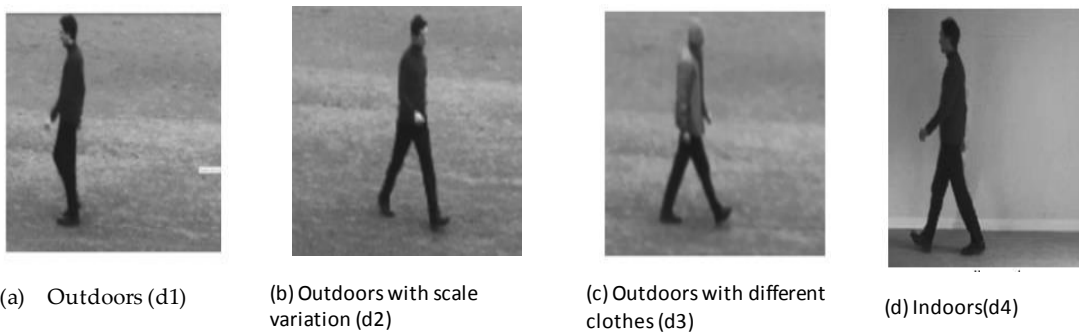 (a) Outdoors (d1)
(b) Outdoors with scale
variation (d2)
(c) Outdoors with different
clothes (d3)
(d) Indoors(d4)